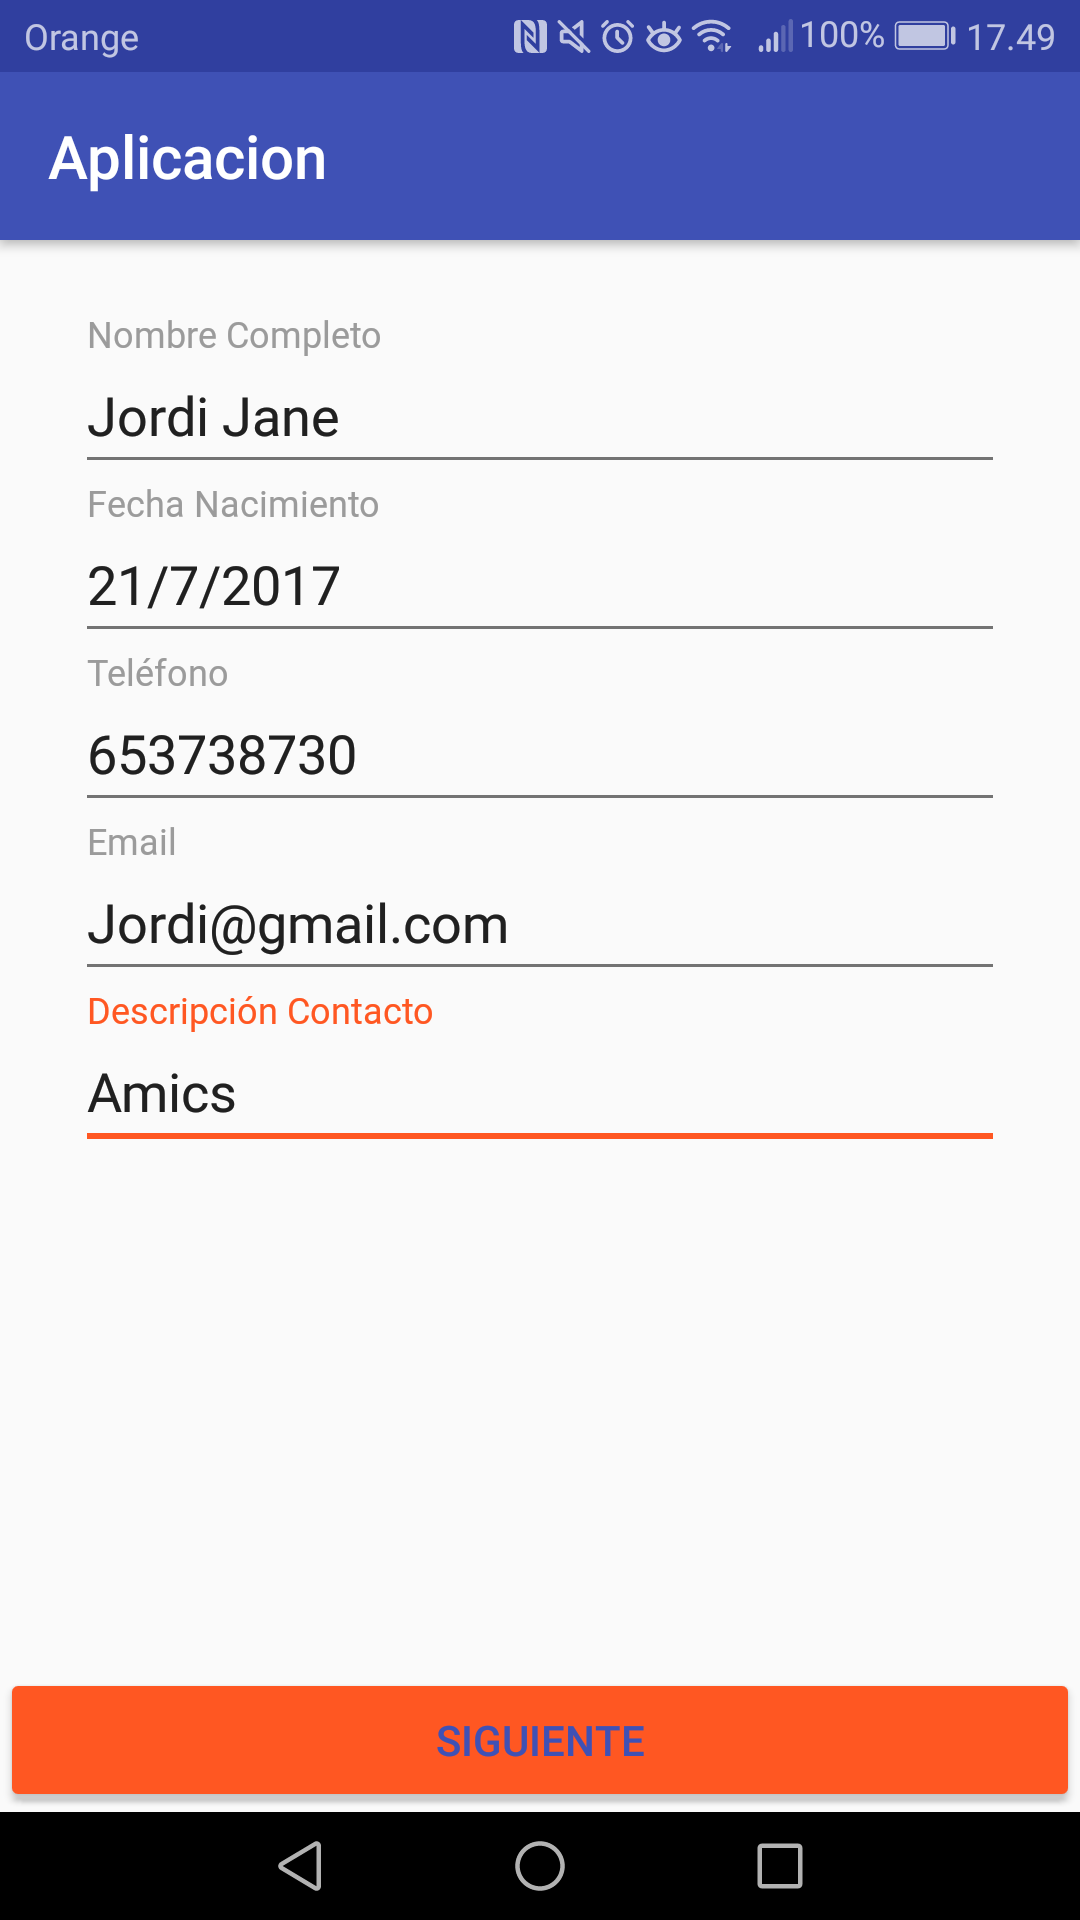 Orange 100% 17.49
Aplicacion
Nombre Completo
Jordi Jane
Fecha Nacimiento
21/7/2017
Teléfono
653738730
Email
Jordi@gmail.com
Descripción Contacto
Amics
SIGUIENTE